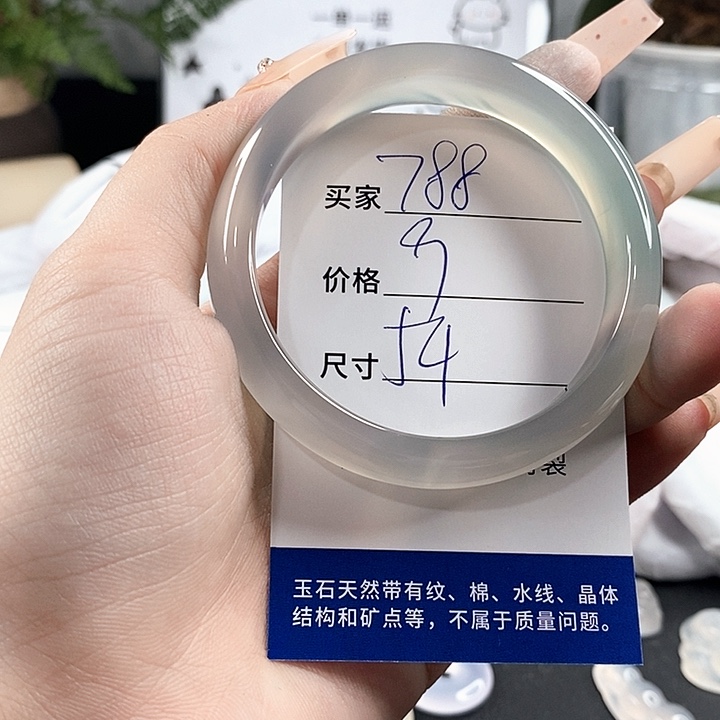 买家 788
价格
尺寸 54
裂
玉石天然带有纹、棉、水线、晶体
结构和矿点等，不属于质量问题。